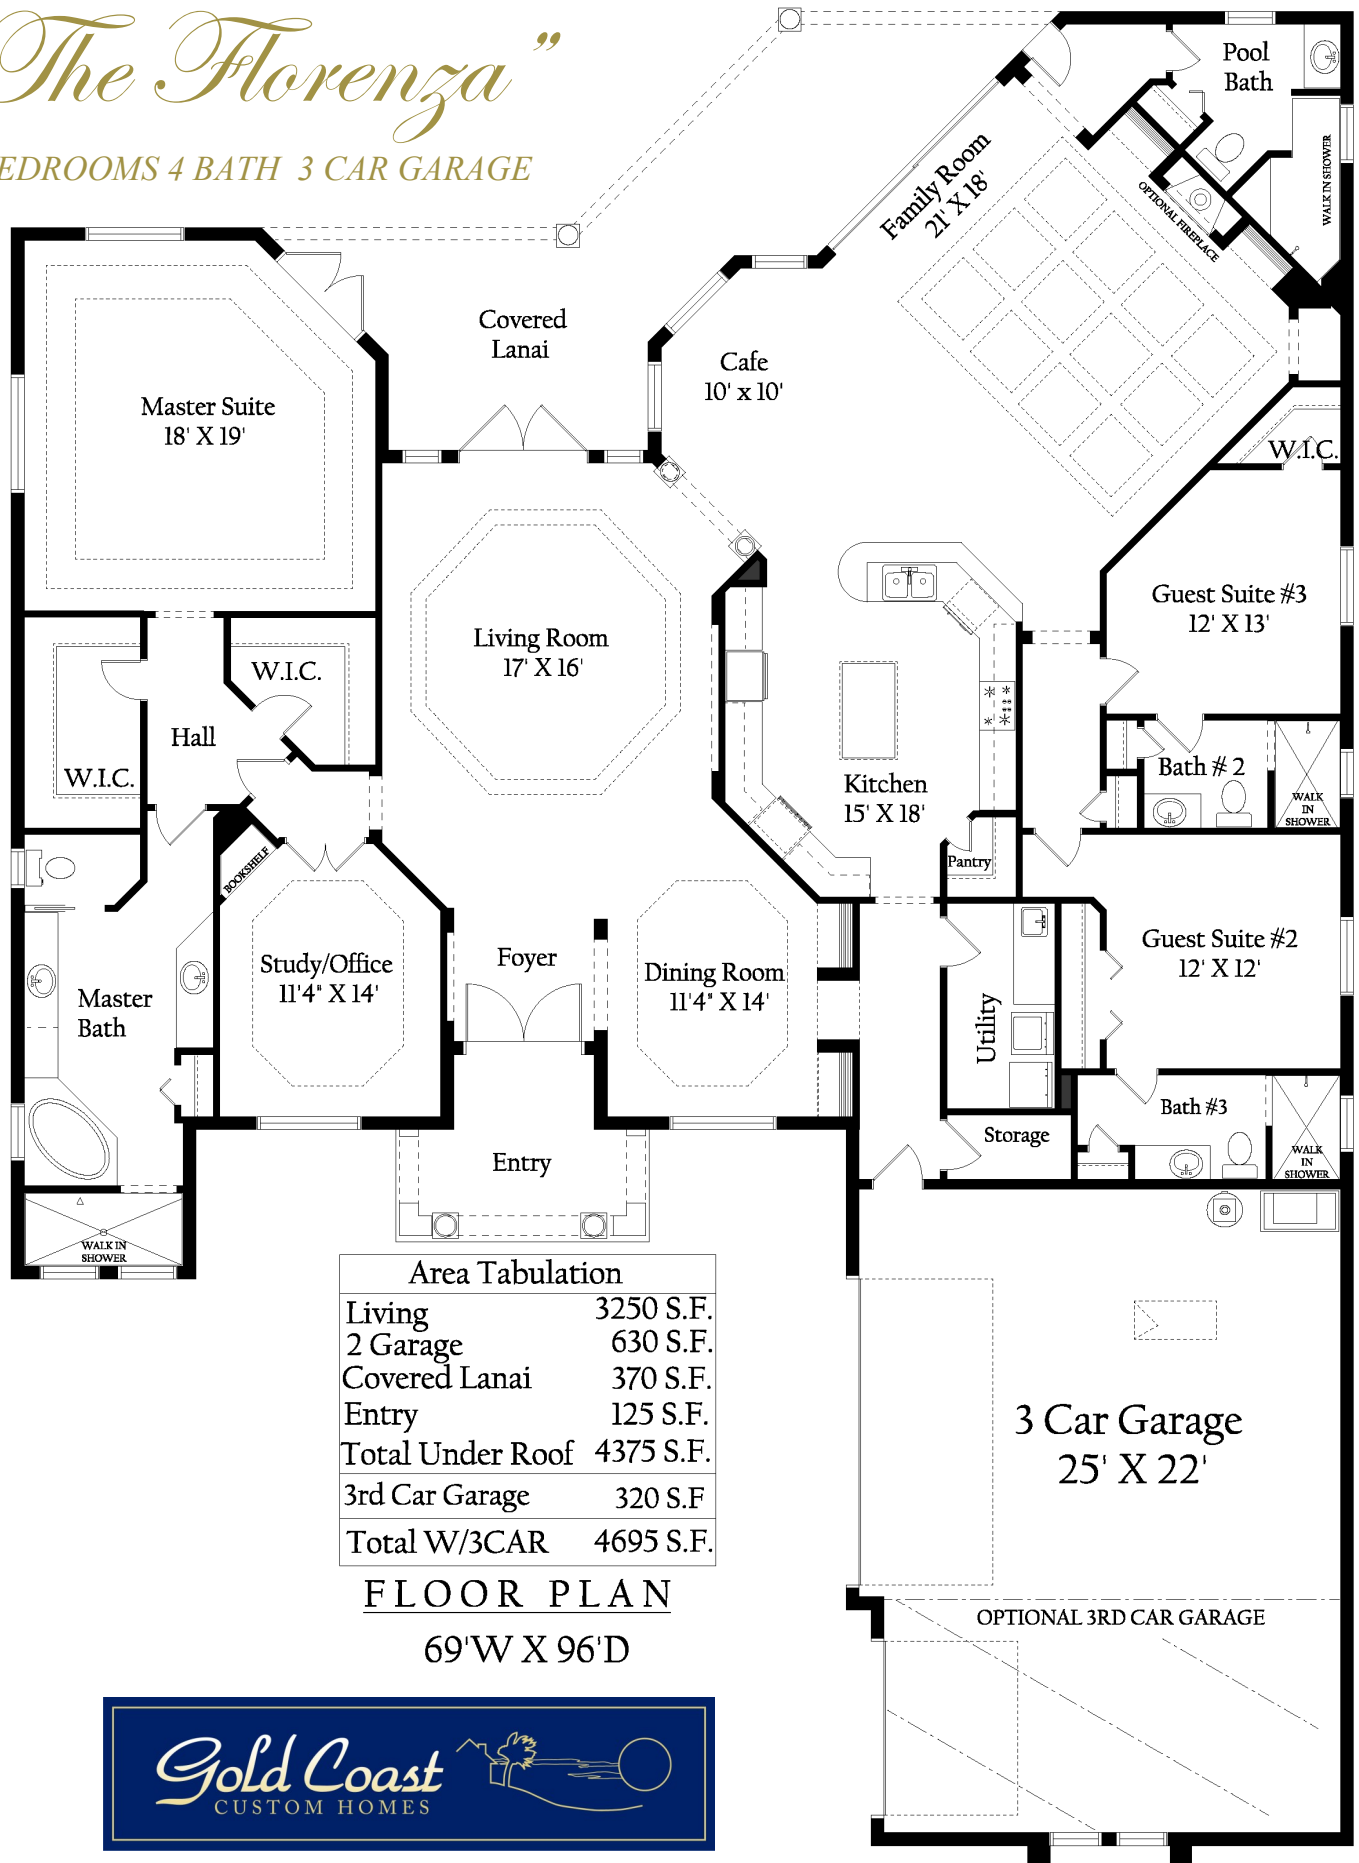 The Florenza”
EDROOMS 4 BATH 3 CAR GARAGE
Pool
Bath
WALK IN SHOWER
Family Room
21' X 18'
OPTIONAL FIREPLACE
Covered
Lanai
Cafe
10' x 10'
Master Suite
18' X 19'
W.I.C.
Guest Suite #3
12' X 13'
Living Room
17' X 16'
W.I.C.
Hall
W.I.C.
Kitchen
15' X 18'
Bath # 2
WALK
IN
SHOWER
Pantry
BOOKSHELF
Study/Office
11'4" X 14'
Foyer
Dining Room
11'4" X 14'
Guest Suite #2
12' X 12'
Master
Bath
Utility
Bath #3
Storage
WALK
IN
SHOWER
Entry
WALK IN
SHOWER
Area Tabulation
Living 3250 S.F.
2 Garage 630 S.F.
Covered Lanai 370 S.F.
Entry 125 S.F.
Total Under Roof 4375 S.F.
3rd Car Garage 320 S.F
Total W/3CAR 4695 S.F.
FLOOR PLAN
69'W X 96'D
3 Car Garage
25' X 22'
OPTIONAL 3RD CAR GARAGE
Gold Coast
CUSTOM HOMES